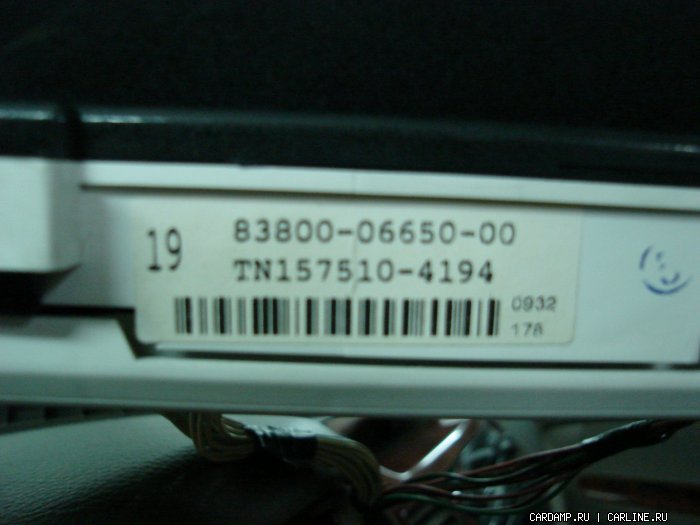 19
83800-06650-00
TN157510-4194
0932
178
CARDAMP.RU | CARLINE.RU